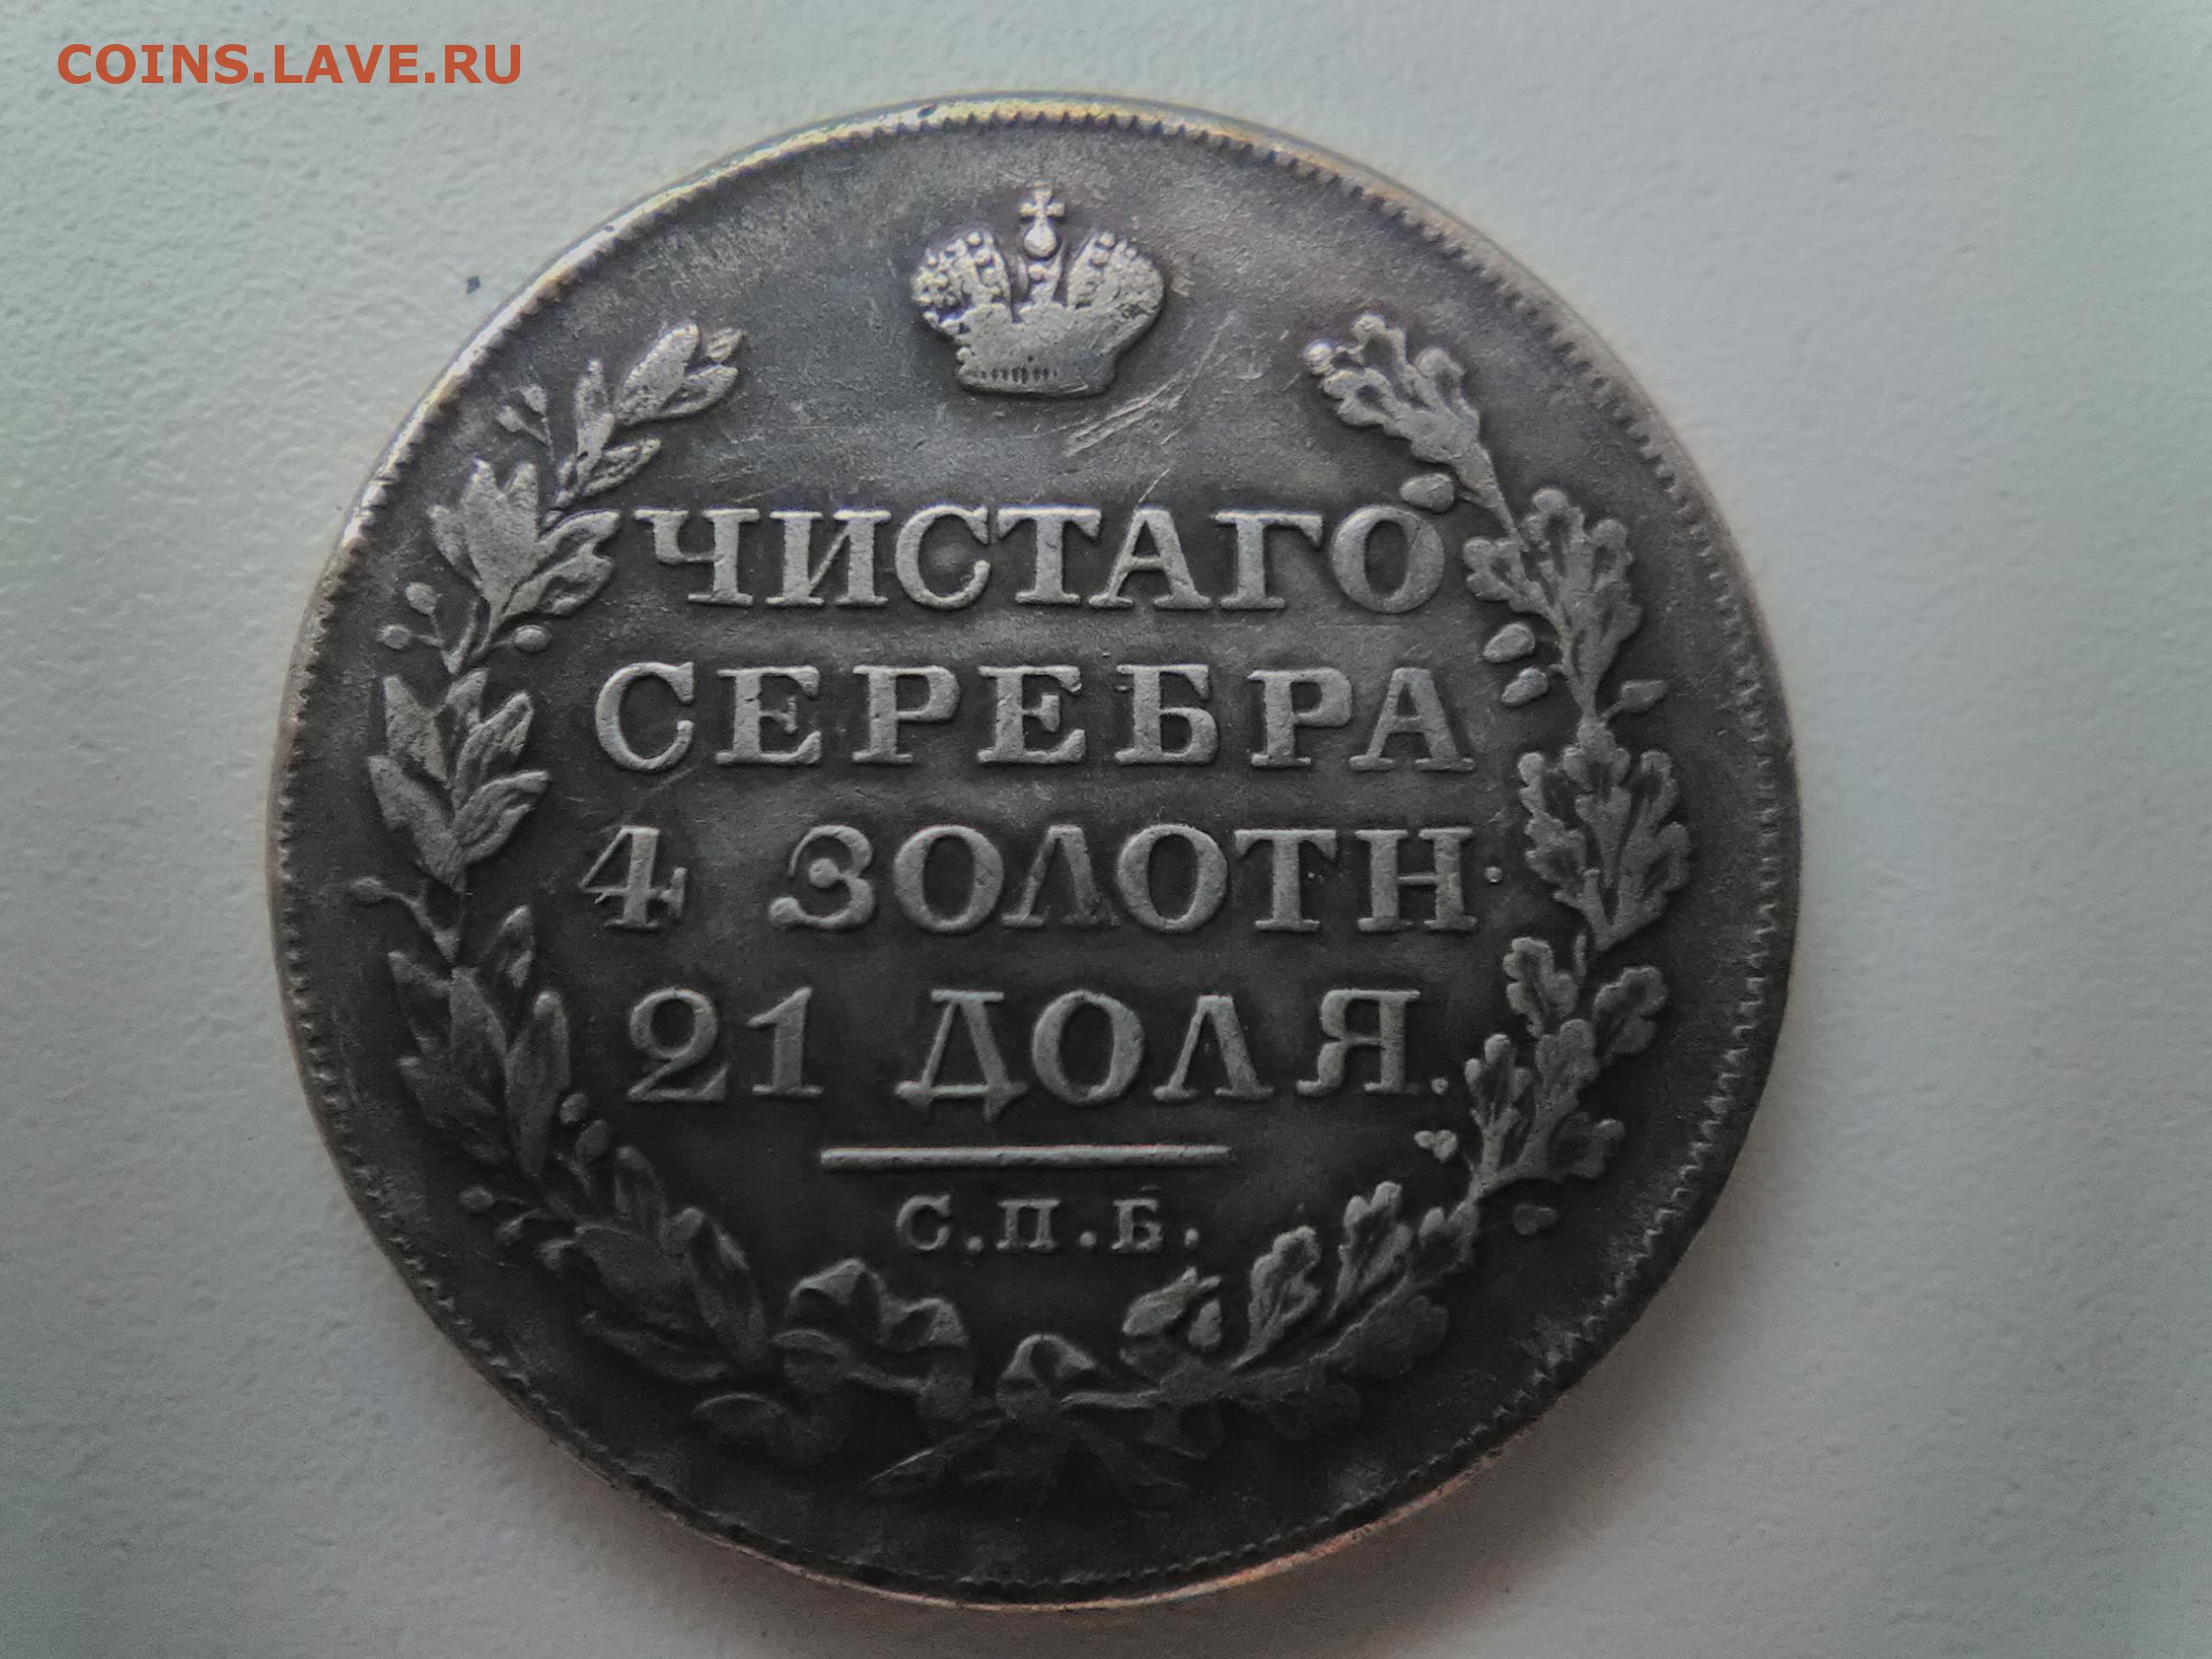 COINS.LAVE.RU
ЧИСТАГО
СЕРЕБРА
4 ЗОЛОТН·
21 ДОЛЯ.
С.П.Б.